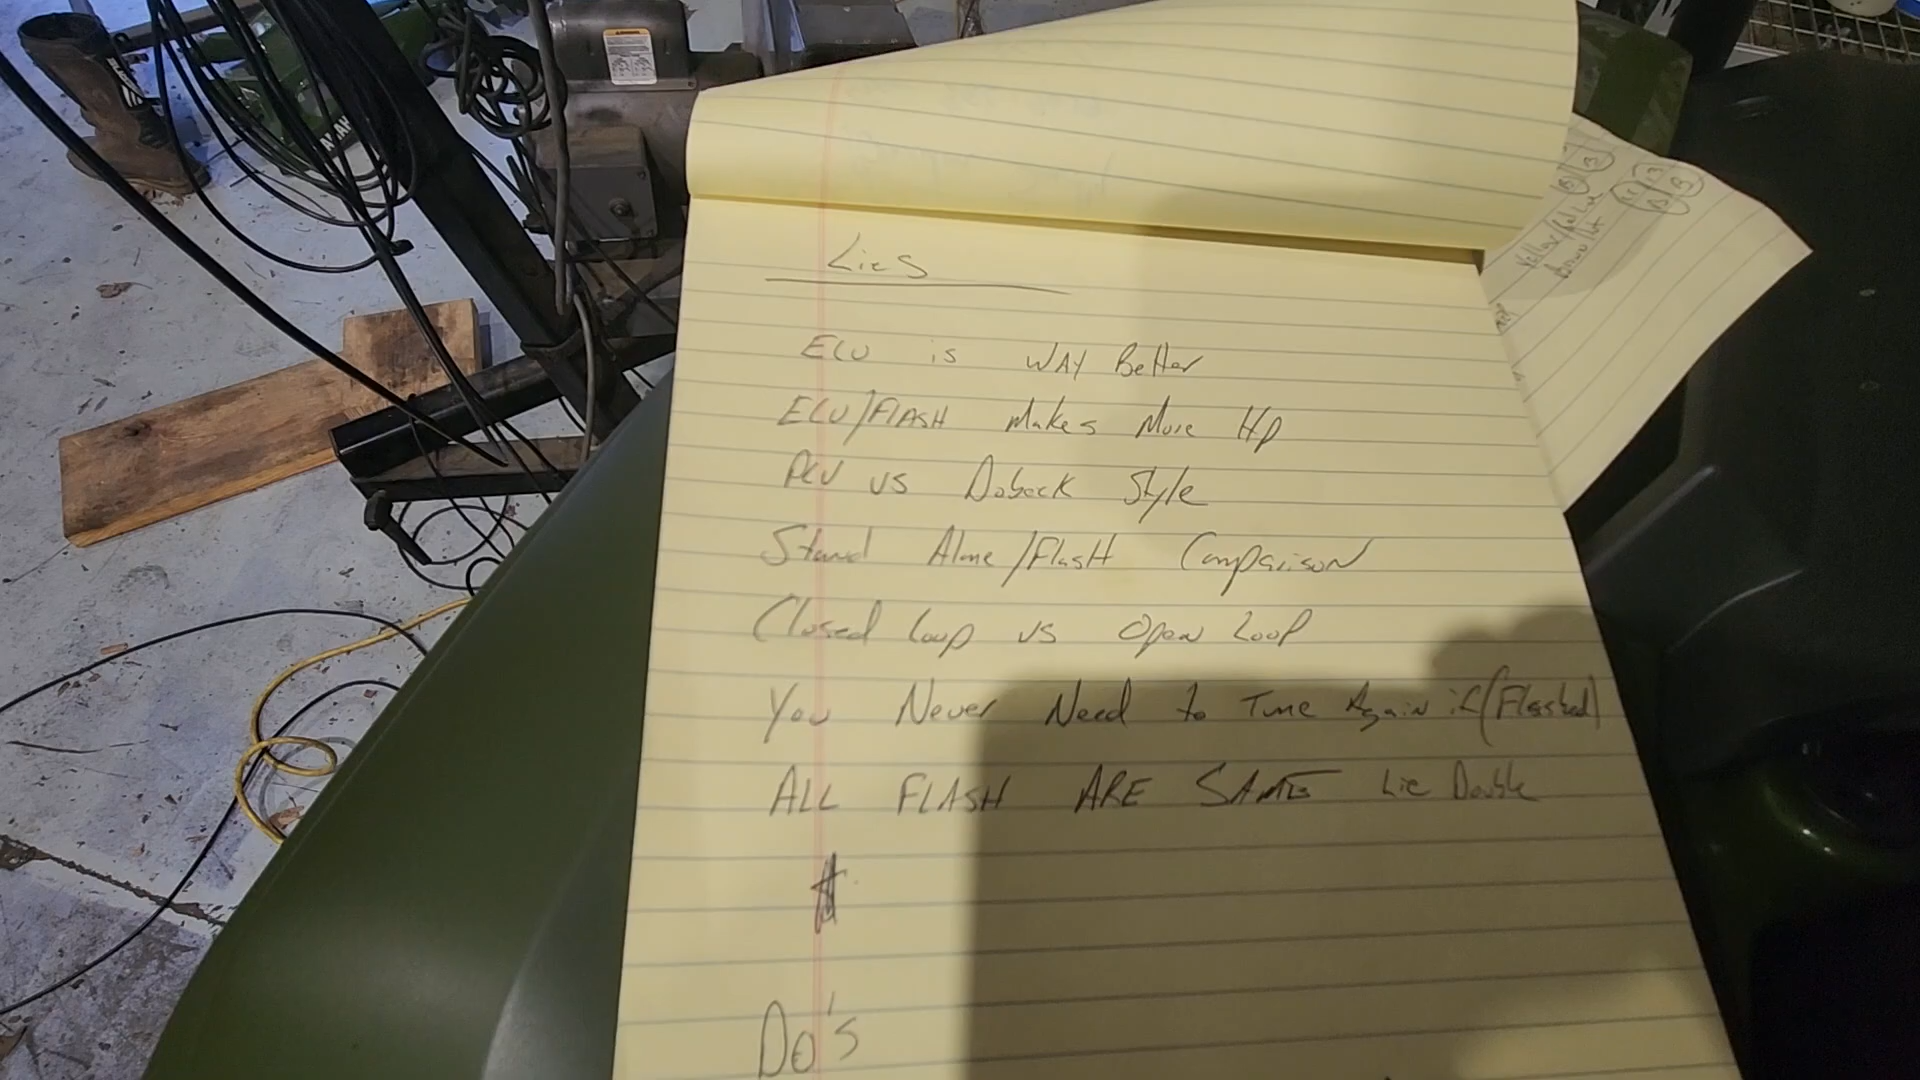 Lies
ECU is WAY Better
ECU/FLASH Makes More Hp
PCV vs Dobeck Style
Stand Alone/FlasH Comparison
Closed Loop vs Open Loop
You Never Need to Tune Again if (Flashed)
ALL FLASH ARE SAME Lie Double
Do's